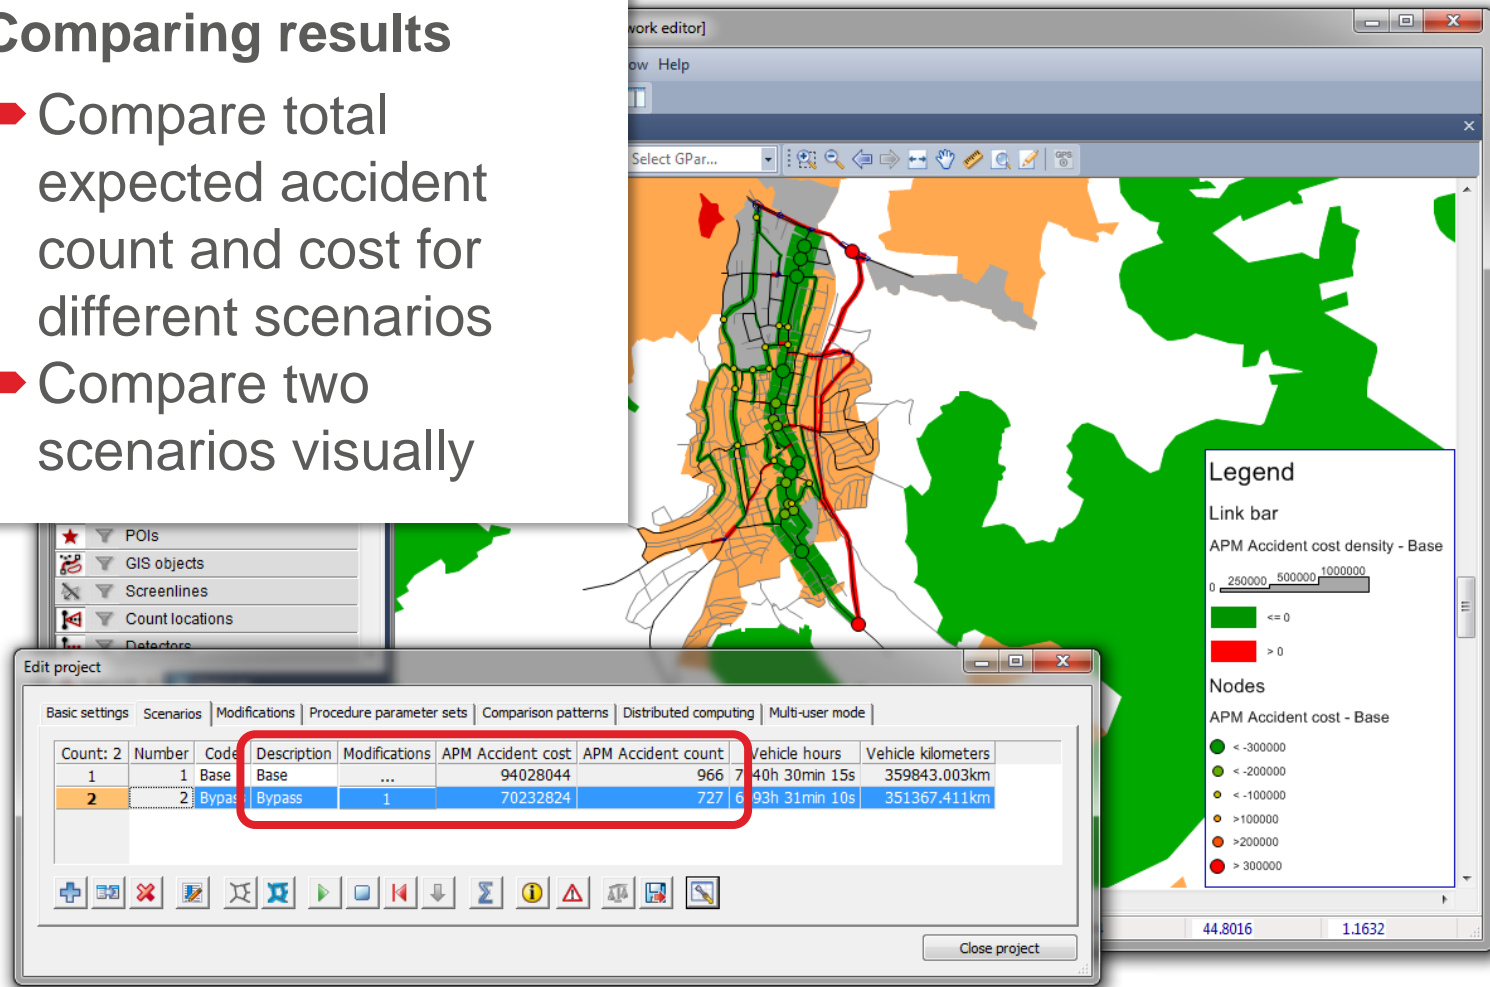 Comparing results
Compare total
expected accident
count and cost for
different scenarios
Compare two
scenarios visually
work editor]
ow Help
Select GPar...
GPS
POIs
GIS objects
Screenlines
Count locations
Detectors
Legend
Link bar
APM Accident cost density - Base
0 250000 500000 1000000
<= 0
> 0
Nodes
APM Accident cost - Base
< -300000
< -200000
< -100000
>100000
>200000
> 300000
44.8016 1.1632
Edit project
Basic settings Scenarios Modifications Procedure parameter sets Comparison patterns Distributed computing Multi-user mode
Count: 2 Number Code Description Modifications APM Accident cost APM Accident count Vehicle hours Vehicle kilometers
1 1 Base Base ... 94028044 966 40h 30min 15s 359843.003km
2 2 Bypass Bypass 1 70232824 727 93h 31min 10s 351367.411km
Close project